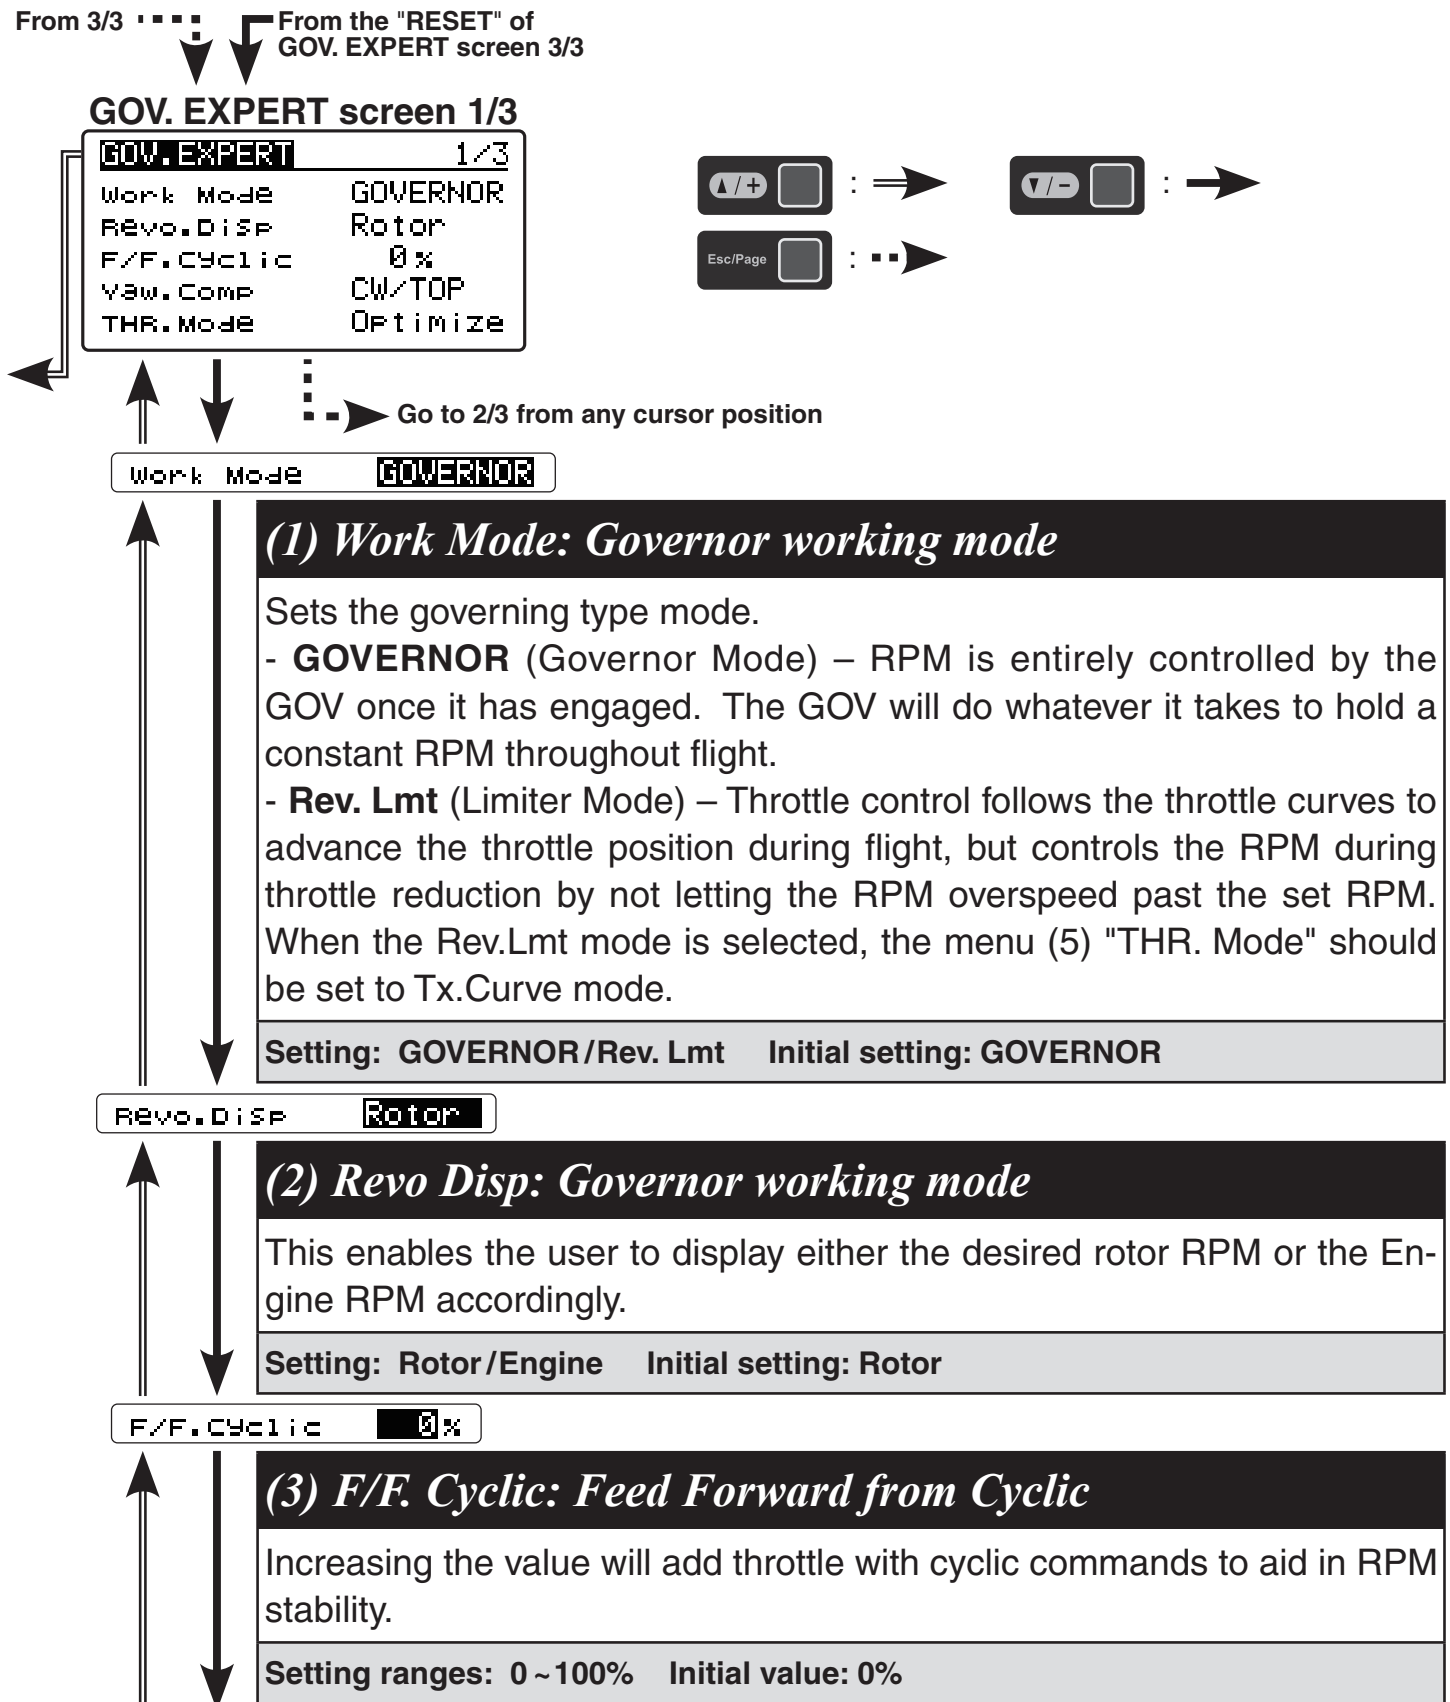 From 3/3
From the "RESET" of
GOV. EXPERT screen 3/3
GOV. EXPERT screen 1/3
GOV.EXPERT 1/3
Work Mode GOVERNOR
Revo.Disp Rotor
F/F.Cyclic 0%
Yaw.Comp CW/TOP
THR.Mode Optimize
▲/+ :
▼/- :
Esc/Page :
Go to 2/3 from any cursor position
Work Mode GOVERNOR
(1) Work Mode: Governor working mode
Sets the governing type mode.
- GOVERNOR (Governor Mode) – RPM is entirely controlled by the
GOV once it has engaged. The GOV will do whatever it takes to hold a
constant RPM throughout flight.
- Rev. Lmt (Limiter Mode) – Throttle control follows the throttle curves to
advance the throttle position during flight, but controls the RPM during
throttle reduction by not letting the RPM overspeed past the set RPM.
When the Rev.Lmt mode is selected, the menu (5) "THR. Mode" should
be set to Tx.Curve mode.
Setting: GOVERNOR/Rev. Lmt Initial setting: GOVERNOR
Revo.Disp Rotor
(2) Revo Disp: Governor working mode
This enables the user to display either the desired rotor RPM or the En-
gine RPM accordingly.
Setting: Rotor/Engine Initial setting: Rotor
F/F.Cyclic 0%
(3) F/F. Cyclic: Feed Forward from Cyclic
Increasing the value will add throttle with cyclic commands to aid in RPM
stability.
Setting ranges: 0~100% Initial value: 0%